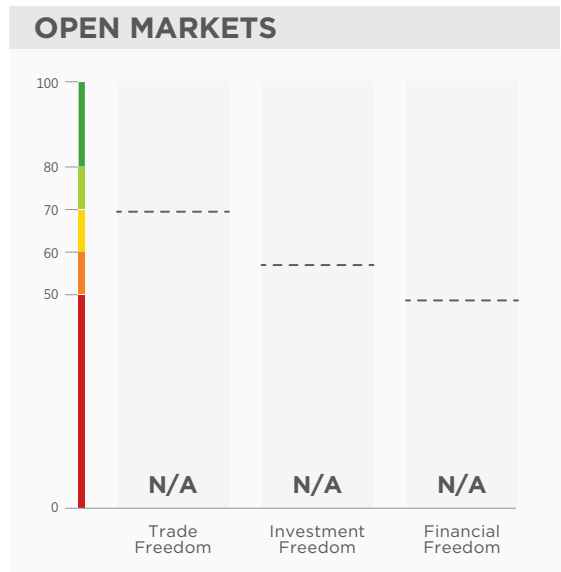 OPEN MARKETS
100
80
70
60
50
0
N/A
N/A
N/A
Trade
Freedom
Investment
Freedom
Financial
Freedom